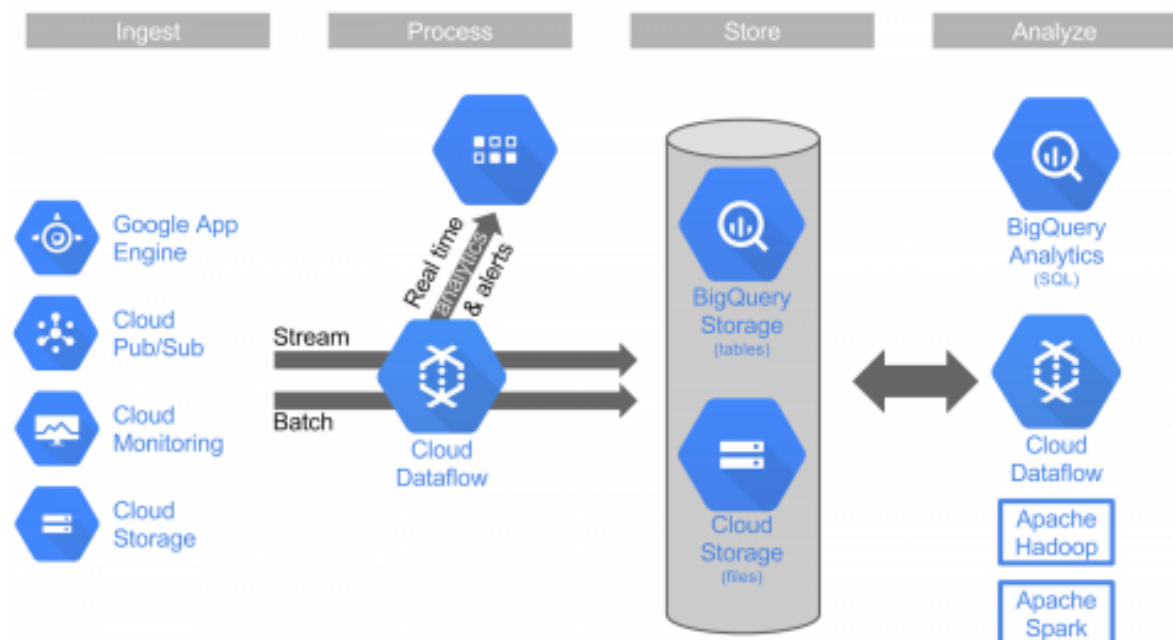 Ingest
Process
Store
Analyze
Google App
Engine
Cloud
Pub/Sub
Cloud
Monitoring
Cloud
Storage
Real time
analytics
& alerts
Stream
Batch
Cloud
Dataflow
BigQuery
Storage
(tables)
Cloud
Storage
(files)
BigQuery
Analytics
(SQL)
Cloud
Dataflow
Apache
Hadoop
Apache
Spark